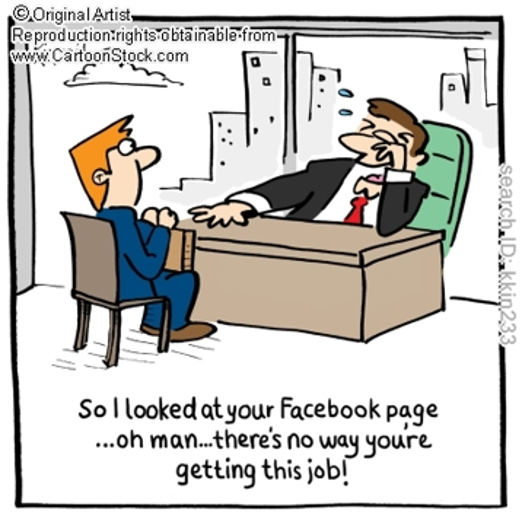 © Original Artist
Reproduction rights obtainable from
www.CartoonStock.com
search ID: kkin233
So I looked at your Facebook page
...oh man...there's no way you're
getting this job!